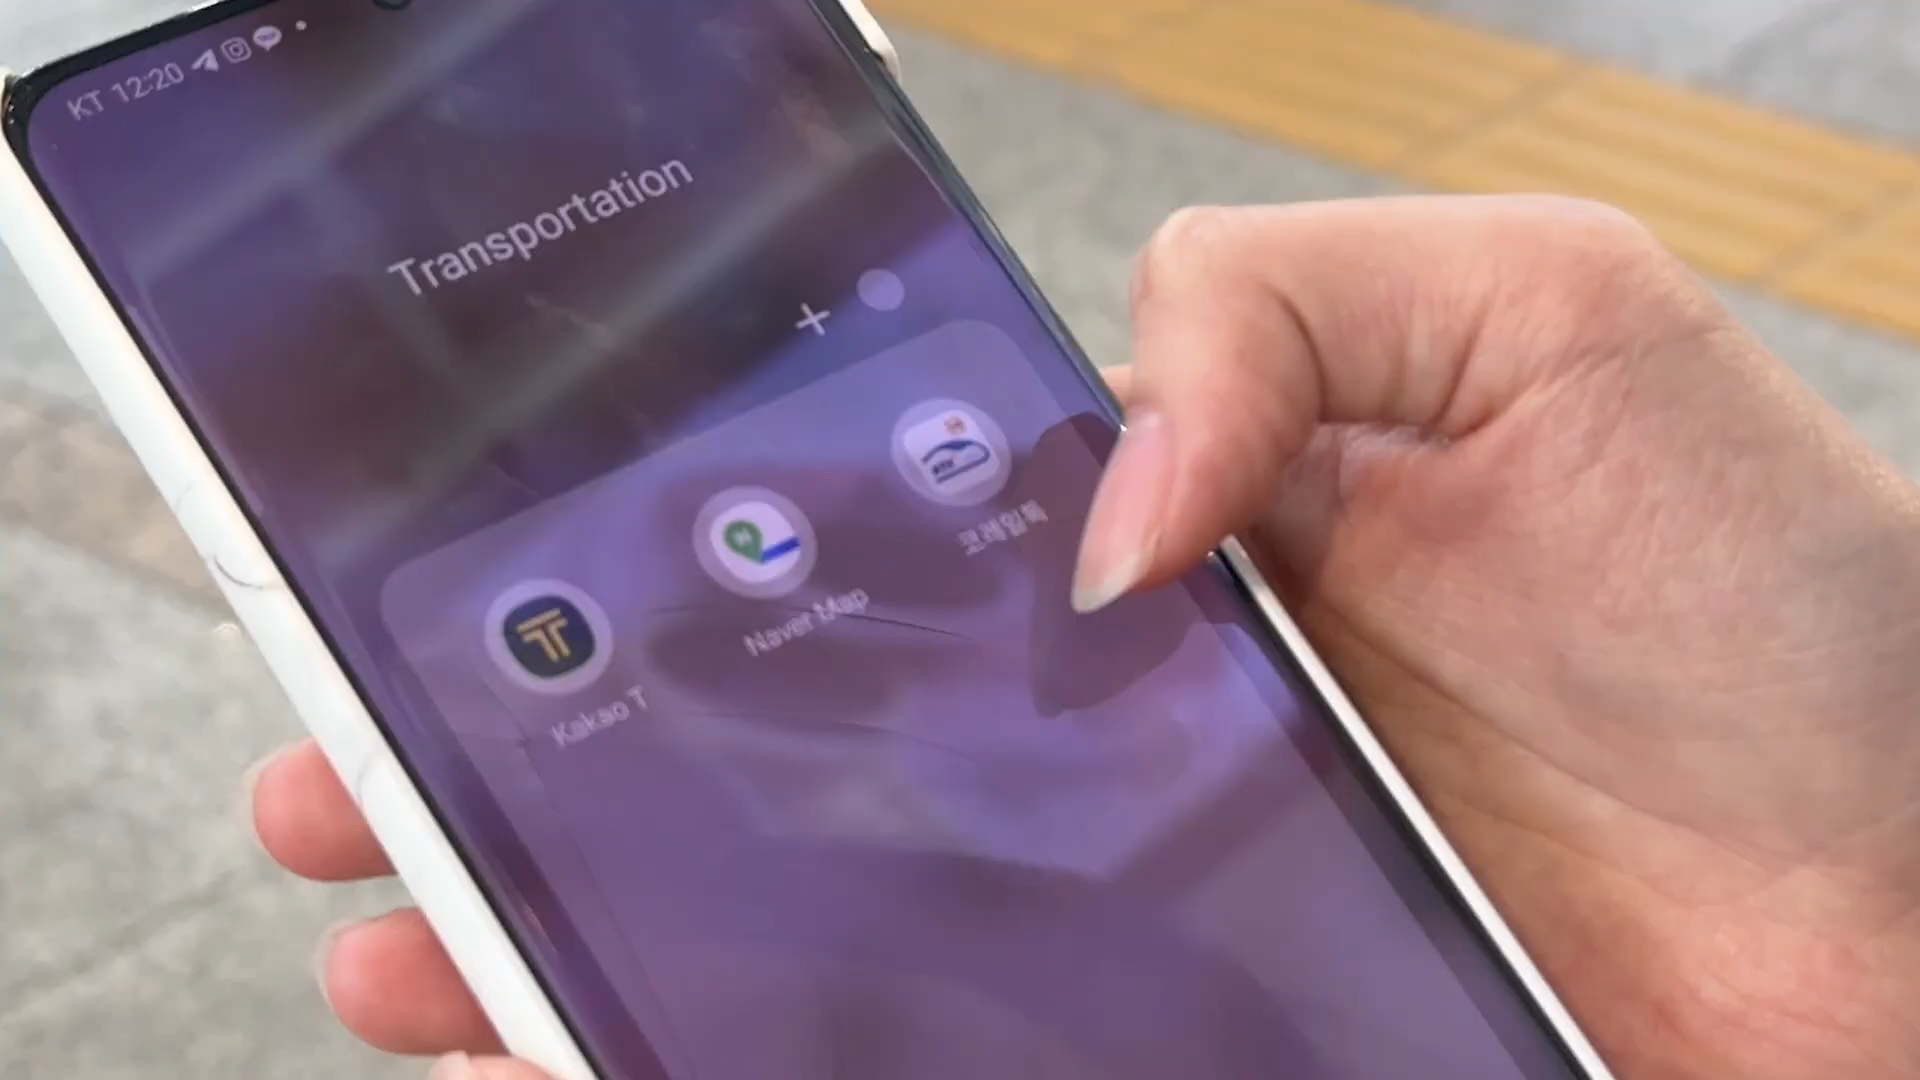 KT 12:20
Transportation
코레일톡
Naver Map
Kakao T